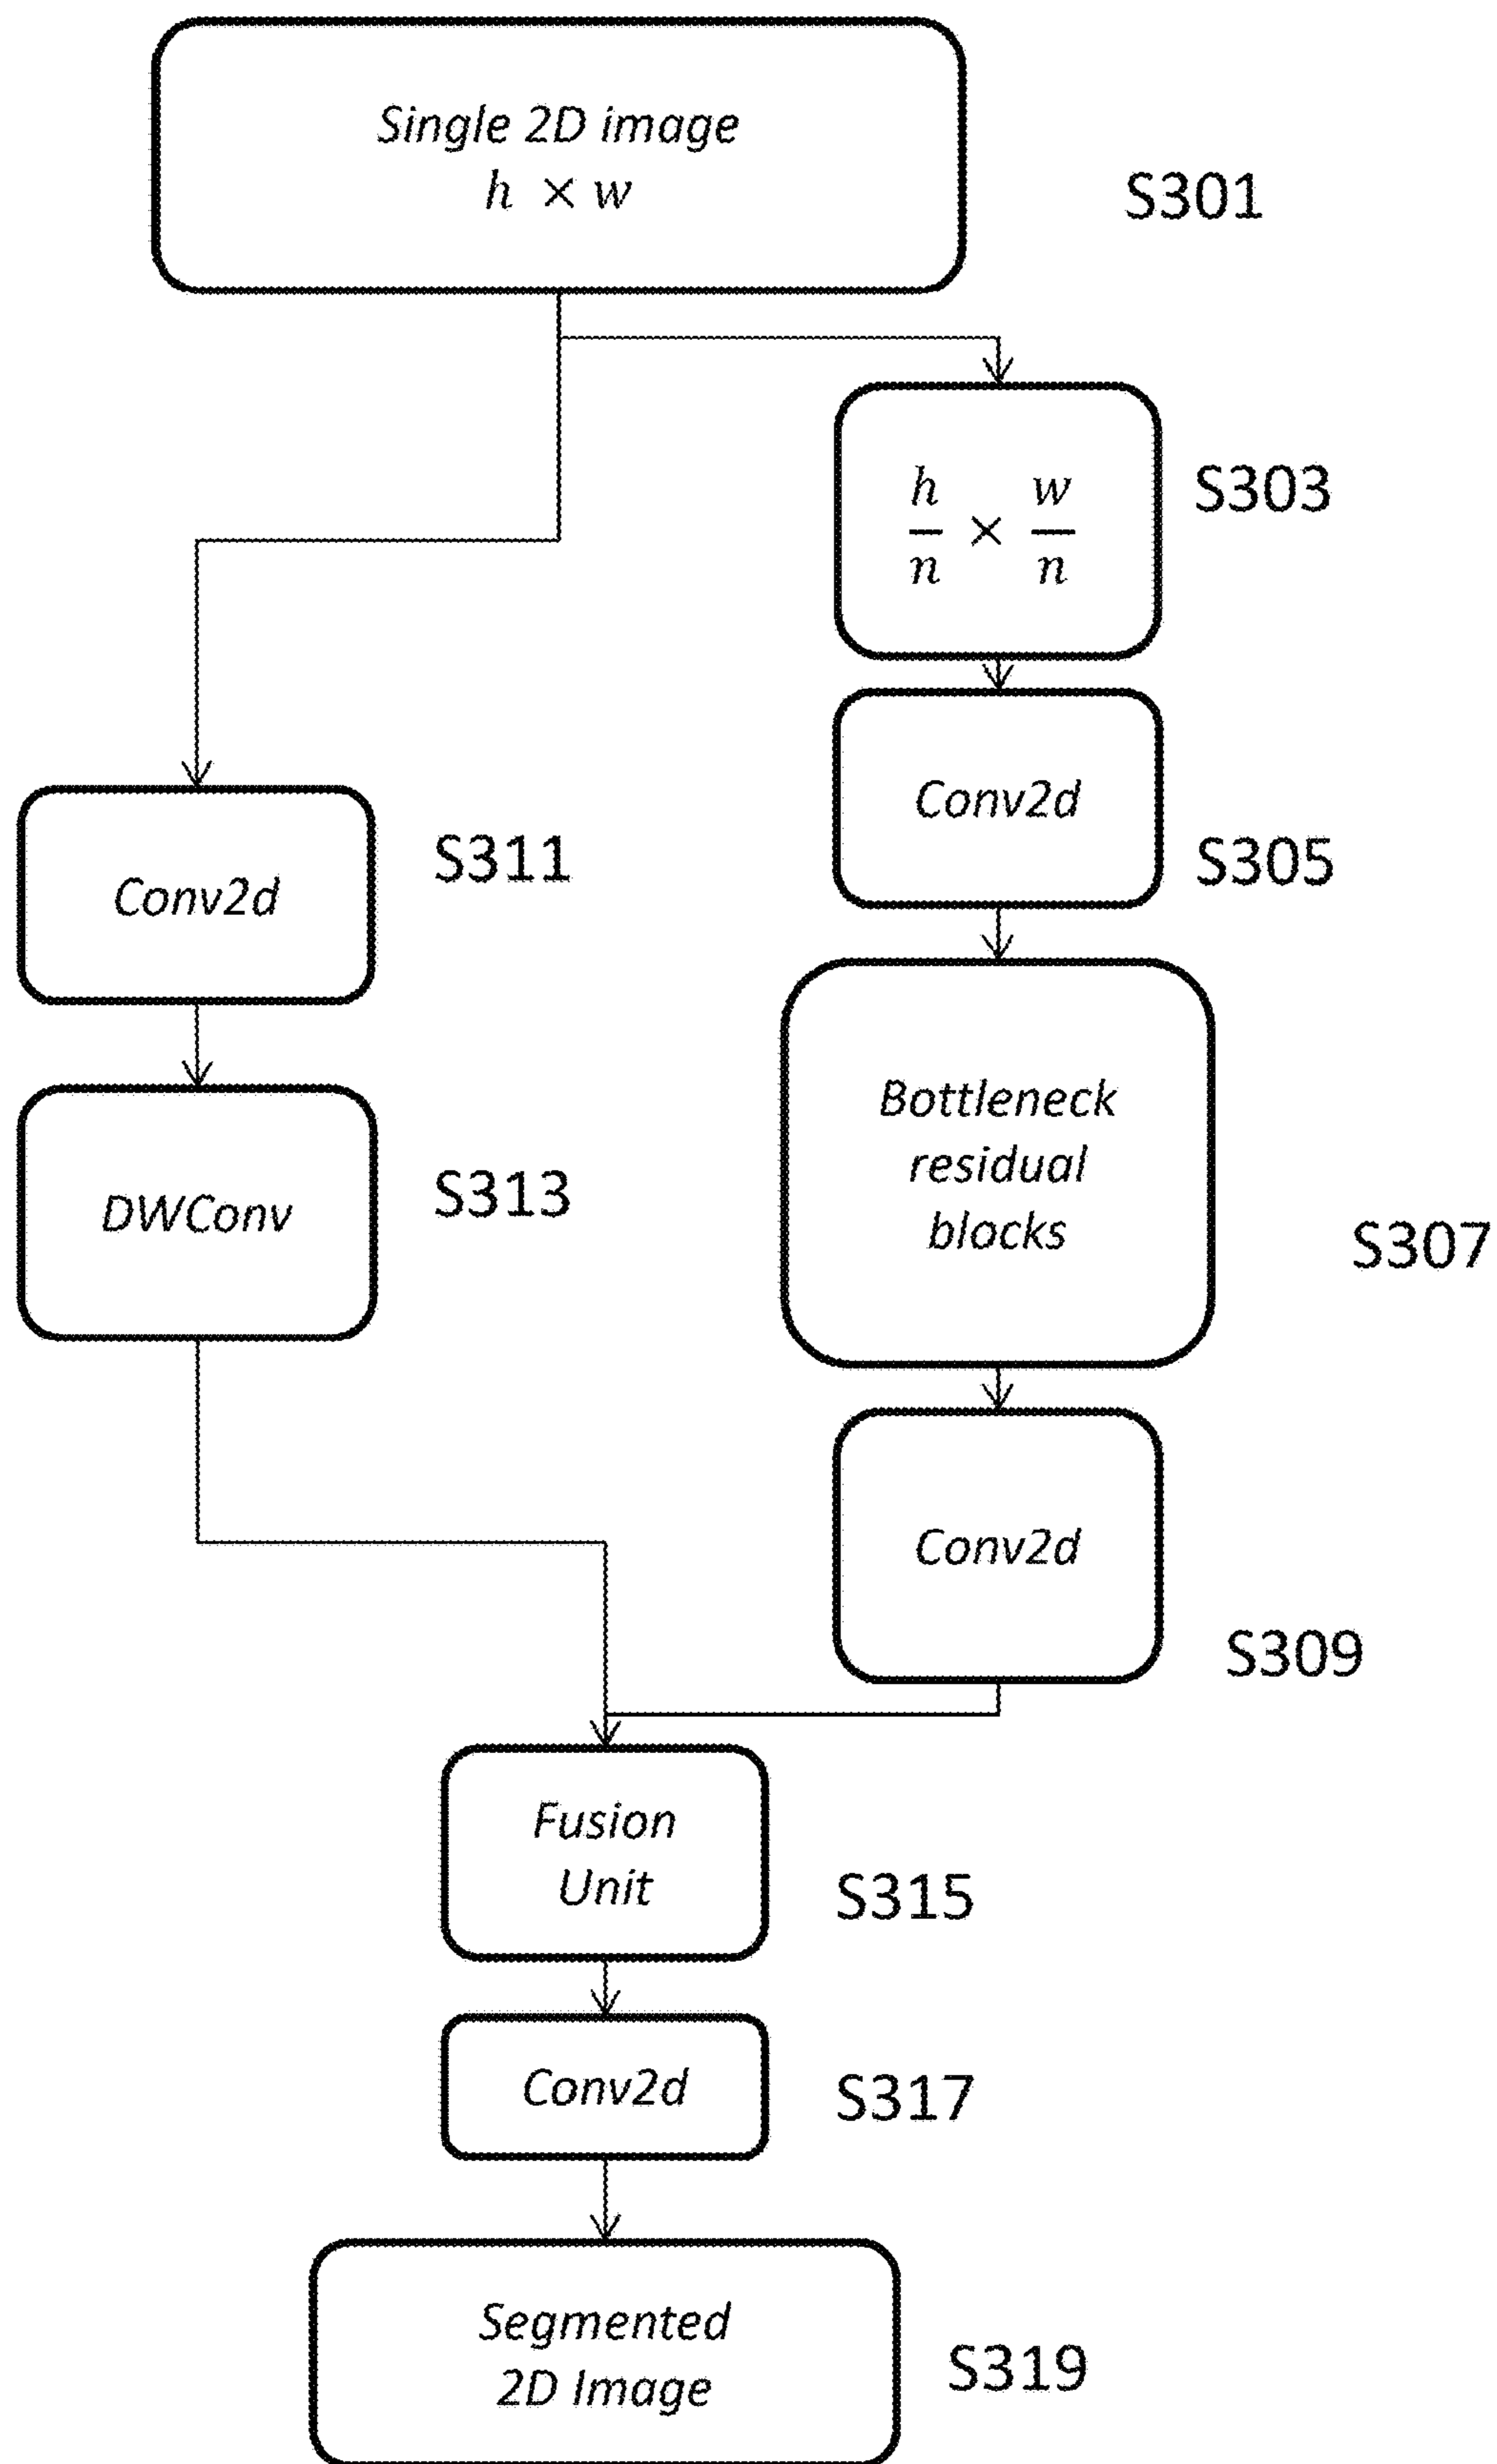 Single 2D image
h × w
S301
h/n × w/n
S303
Conv2d
S305
Conv2d
S311
Bottleneck
residual
blocks
S307
DWConv
S313
Conv2d
S309
Fusion
Unit
S315
Conv2d
S317
Segmented
2D Image
S319